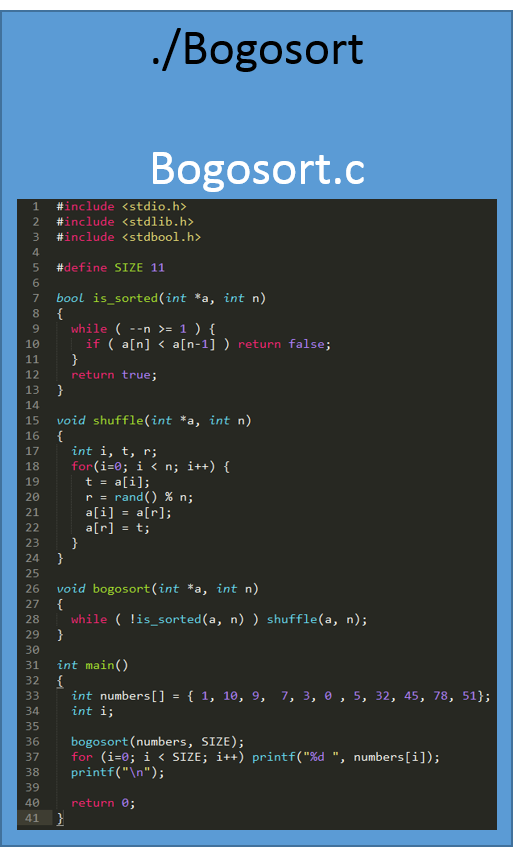 ./Bogosort
Bogosort.c
1 #include <stdio.h>
2 #include <stdlib.h>
3 #include <stdbool.h>
4
5 #define SIZE 11
6
7 bool is_sorted(int *a, int n)
8 {
9   while ( --n >= 1 ) {
10     if ( a[n] < a[n-1] ) return false;
11   }
12   return true;
13 }
14
15 void shuffle(int *a, int n)
16 {
17   int i, t, r;
18   for(i=0; i < n; i++) {
19     t = a[i];
20     r = rand() % n;
21     a[i] = a[r];
22     a[r] = t;
23   }
24 }
25
26 void bogosort(int *a, int n)
27 {
28   while ( !is_sorted(a, n) ) shuffle(a, n);
29 }
30
31 int main()
32 {
33   int numbers[] = { 1, 10, 9,  7, 3, 0 , 5, 32, 45, 78, 51};
34   int i;
35
36   bogosort(numbers, SIZE);
37   for (i=0; i < SIZE; i++) printf("%d ", numbers[i]);
38   printf("\n");
39
40   return 0;
41 }